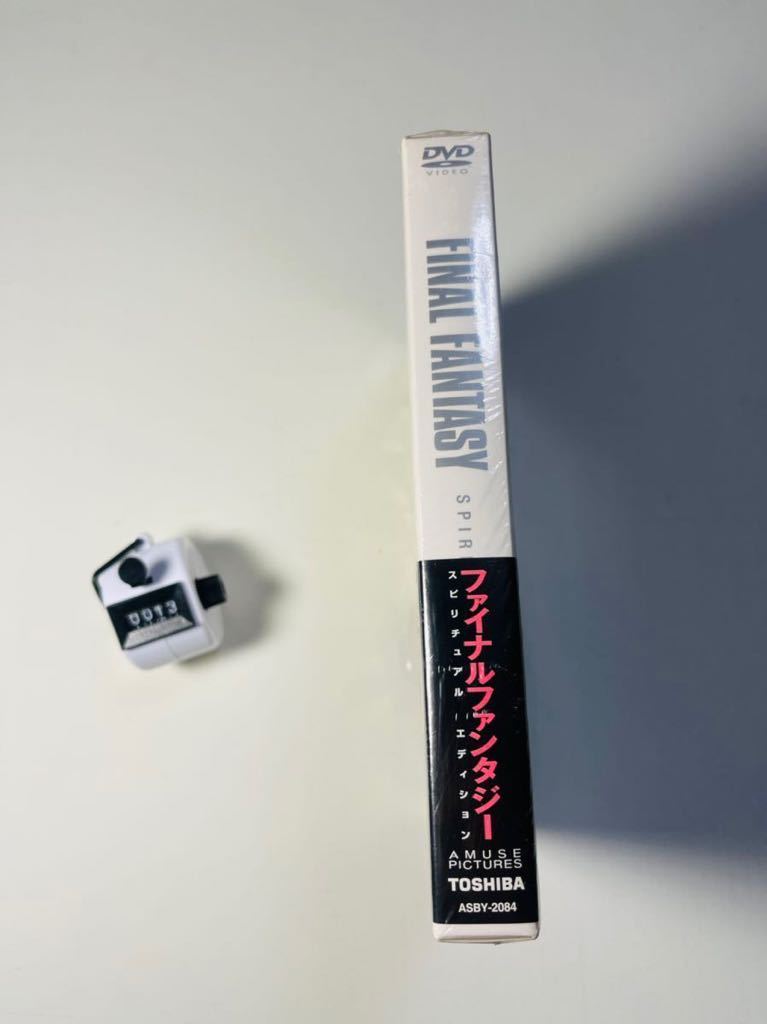 DVD
VIDEO
FINAL FANTASY
SPIR
ファイナルファンタジー
スピリチュアル エディション
AMUSE
PICTURES
TOSHIBA
ASBY-2084
0013